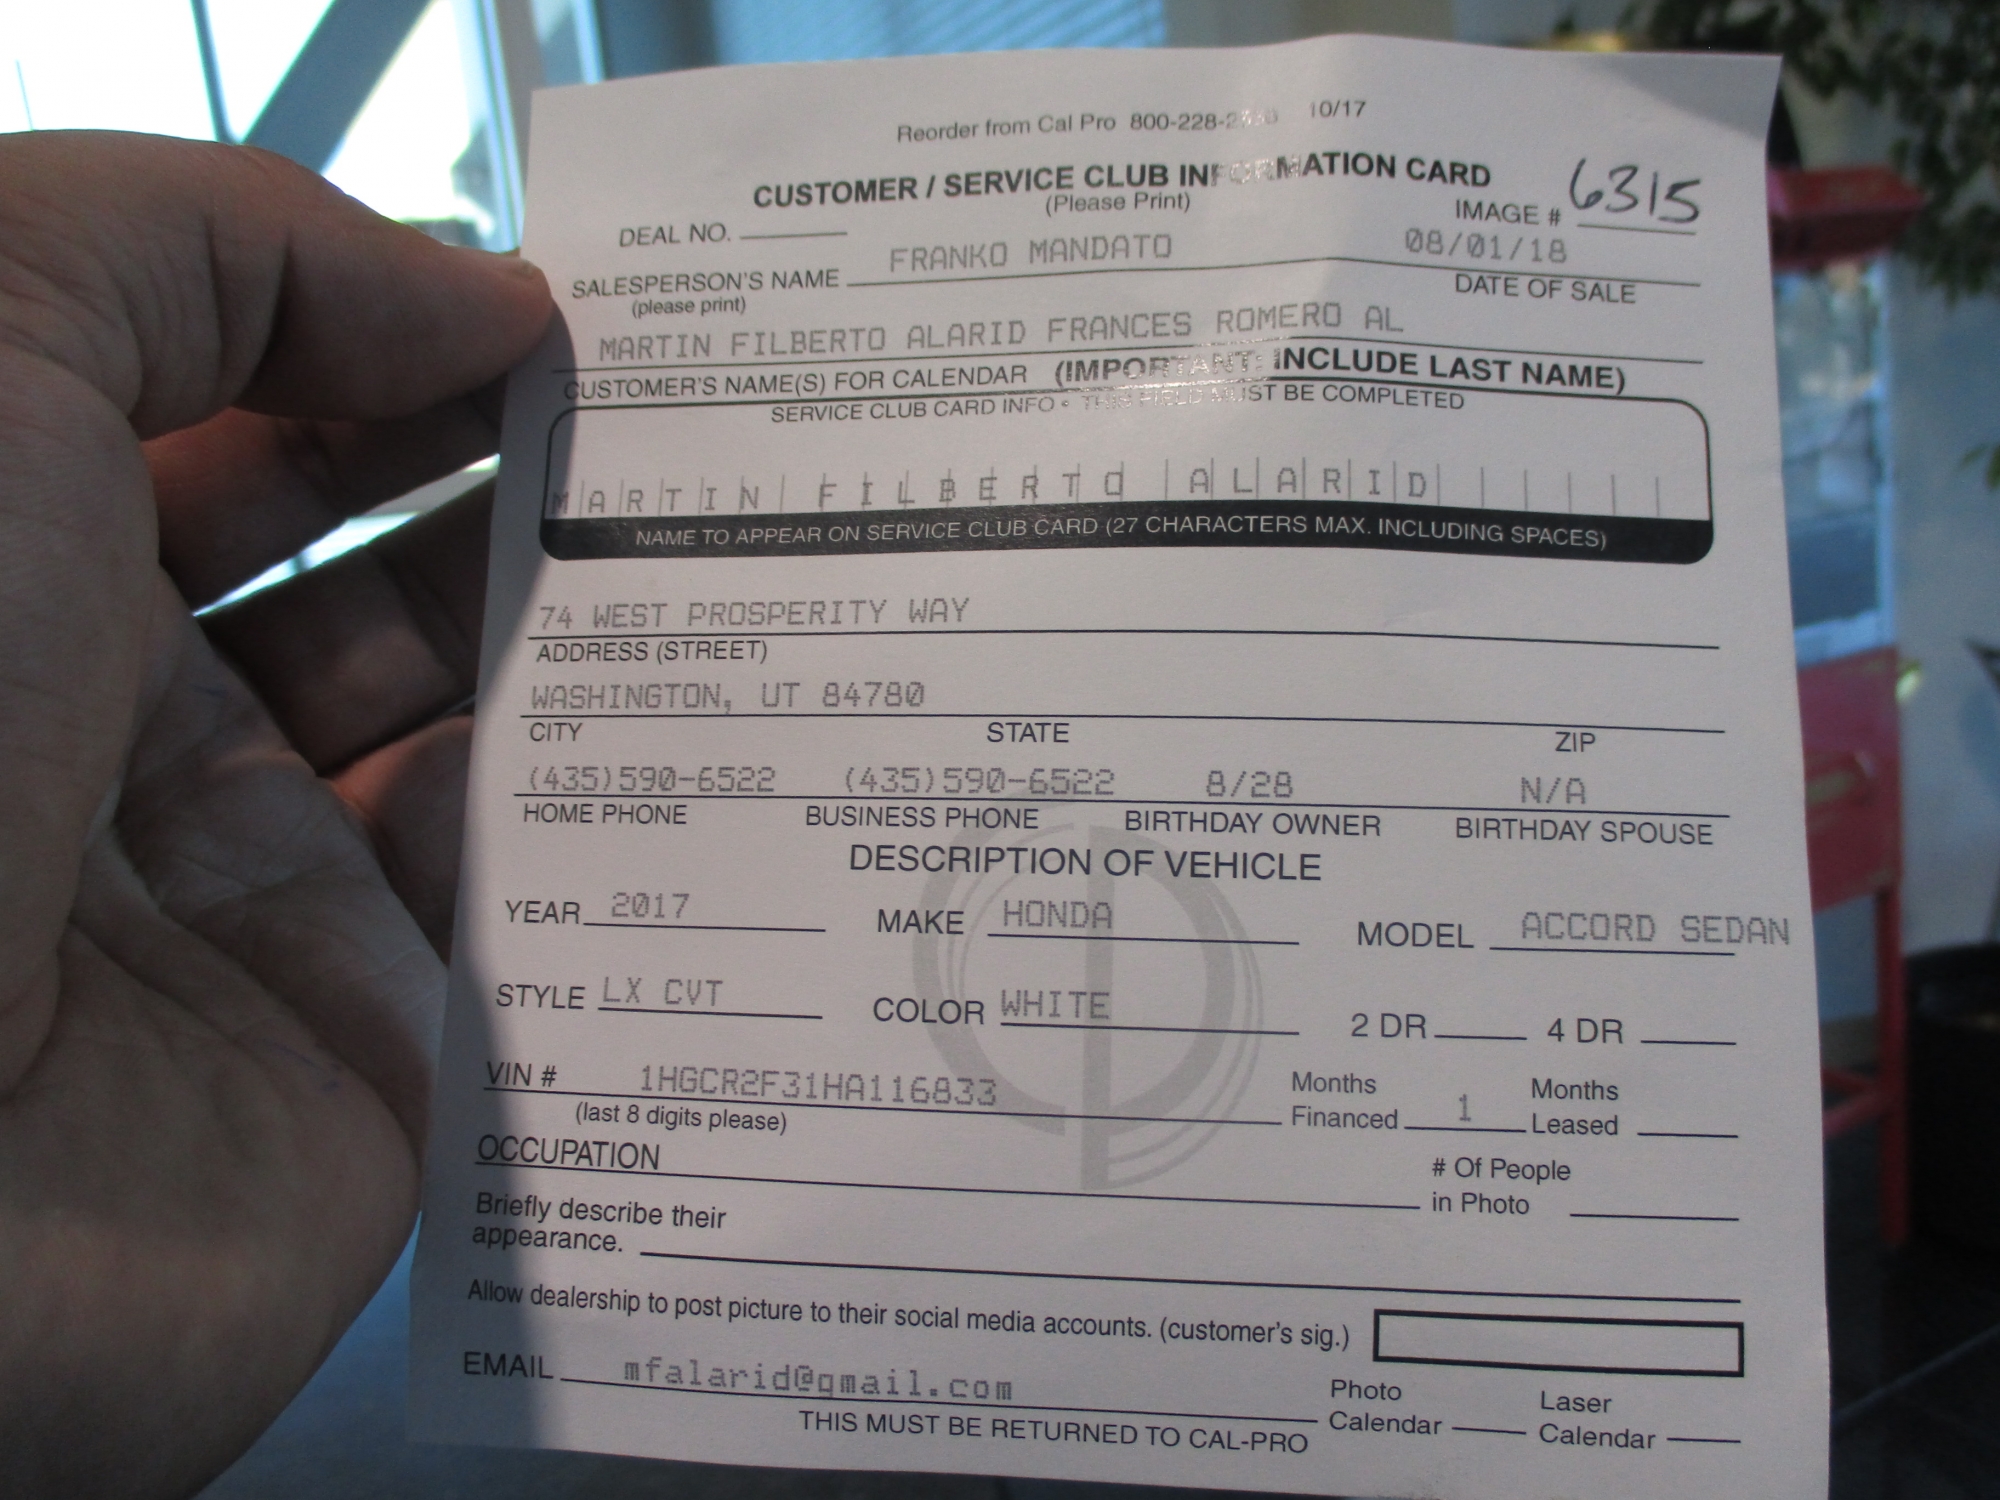 Reorder from Cal Pro 800-228-2 10/17
CUSTOMER / SERVICE CLUB INFORMATION CARD
(Please Print)
IMAGE # 6315
DEAL NO.
FRANKO MANDATO 08/01/18
SALESPERSON'S NAME DATE OF SALE
(please print)
MARTIN FILBERTO ALARID FRANCES ROMERO AL
CUSTOMER'S NAME(S) FOR CALENDAR (IMPORTANT: INCLUDE LAST NAME)
SERVICE CLUB CARD INFO • THIS FIELD MUST BE COMPLETED
MARTIN FILBERTO ALARID
NAME TO APPEAR ON SERVICE CLUB CARD (27 CHARACTERS MAX. INCLUDING SPACES)
74 WEST PROSPERITY WAY
ADDRESS (STREET)
WASHINGTON, UT 84780
CITY STATE ZIP
(435)590-6522 (435)590-6522 8/28 N/A
HOME PHONE BUSINESS PHONE BIRTHDAY OWNER BIRTHDAY SPOUSE
DESCRIPTION OF VEHICLE
YEAR 2017 MAKE HONDA MODEL ACCORD SEDAN
STYLE LX CVT COLOR WHITE 2 DR 4 DR
VIN # 1HGCR2F31HA116833 Months Financed 1 Months Leased
(last 8 digits please)
OCCUPATION # Of People in Photo
Briefly describe their
appearance.
Allow dealership to post picture to their social media accounts. (customer's sig.)
EMAIL mfalarid@gmail.com Photo Calendar Laser Calendar
THIS MUST BE RETURNED TO CAL-PRO